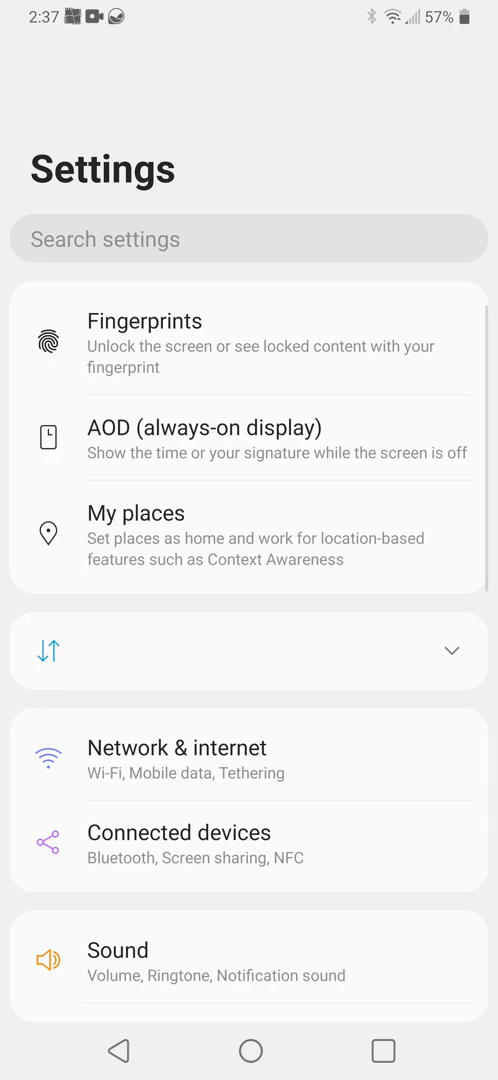 2:37
57%
Settings
Search settings
Fingerprints
Unlock the screen or see locked content with your
fingerprint
AOD (always-on display)
Show the time or your signature while the screen is off
My places
Set places as home and work for location-based
features such as Context Awareness
Network & internet
Wi-Fi, Mobile data, Tethering
Connected devices
Bluetooth, Screen sharing, NFC
Sound
Volume, Ringtone, Notification sound